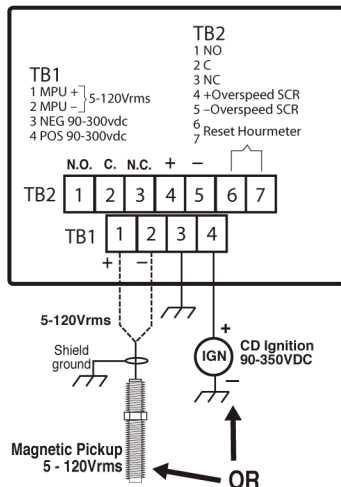 TB1
1 MPU +
2 MPU –
5-120Vrms
3 NEG 90-300vdc
4 POS 90-300vdc
TB2
1 NO
2 C
3 NC
4 +Overspeed SCR
5 –Overspeed SCR
6
7
Reset Hourmeter
N.O. C. N.C. + –
TB2 1 2 3 4 5 6 7
TB1 1 2 3 4
+ –
5-120Vrms
Shield
ground
+
IGN
–
CD Ignition
90-350VDC
Magnetic Pickup
5 - 120Vrms
OR